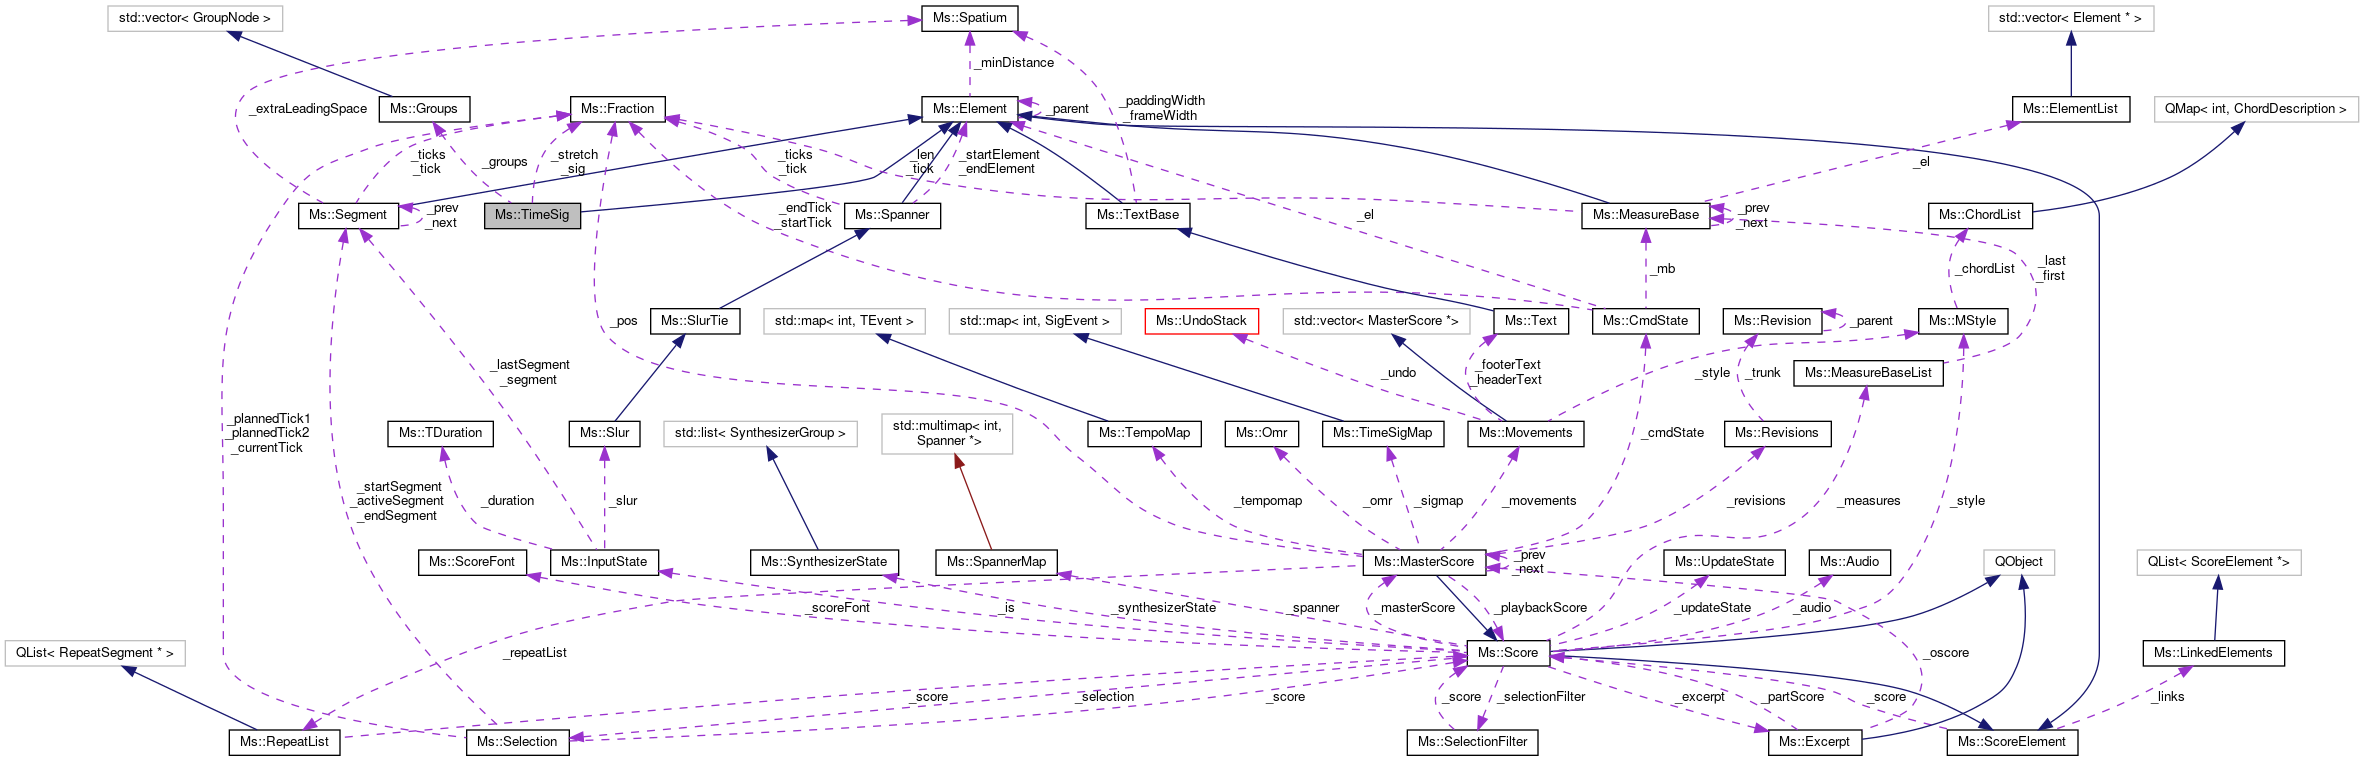 std::vector< GroupNode >
Ms::Spatium
std::vector< Element * >
_minDistance
_extraLeadingSpace
Ms::Groups
Ms::Fraction
Ms::Element
_parent
_paddingWidth
_frameWidth
Ms::ElementList
QMap< int, ChordDescription >
_ticks
_tick
_groups
_stretch
_sig
_ticks
_tick
_len
_tick
_startElement
_endElement
_el
Ms::Segment
_prev
_next
Ms::TimeSig
_endTick
_startTick
Ms::Spanner
Ms::TextBase
_el
Ms::MeasureBase
_prev
_next
Ms::ChordList
_mb
_chordList
_last
_first
_pos
Ms::SlurTie
std::map< int, TEvent >
std::map< int, SigEvent >
Ms::UndoStack
std::vector< MasterScore *>
Ms::Text
Ms::CmdState
Ms::Revision
_parent
Ms::MStyle
_lastSegment
_segment
_undo
_footerText
_headerText
_style
_trunk
Ms::MeasureBaseList
_plannedTick1
_plannedTick2
_currentTick
Ms::TDuration
Ms::Slur
std::list< SynthesizerGroup >
std::multimap< int,
Spanner *>
Ms::TempoMap
Ms::Omr
Ms::TimeSigMap
Ms::Movements
_cmdState
Ms::Revisions
_startSegment
_activeSegment
_endSegment
_duration
_slur
_tempomap
_omr
_sigmap
_movements
_revisions
_measures
_style
Ms::ScoreFont
Ms::InputState
Ms::SynthesizerState
Ms::SpannerMap
Ms::MasterScore
_prev
_next
Ms::UpdateState
Ms::Audio
QObject
QList< ScoreElement *>
_scoreFont
_is
_synthesizerState
_spanner
_masterScore
_playbackScore
_updateState
_audio
QList< RepeatSegment * >
_repeatList
Ms::Score
_oscore
Ms::LinkedElements
_score
_selection
_score
_score
_selectionFilter
_excerpt
_partScore
_score
_links
Ms::RepeatList
Ms::Selection
Ms::SelectionFilter
Ms::Excerpt
Ms::ScoreElement